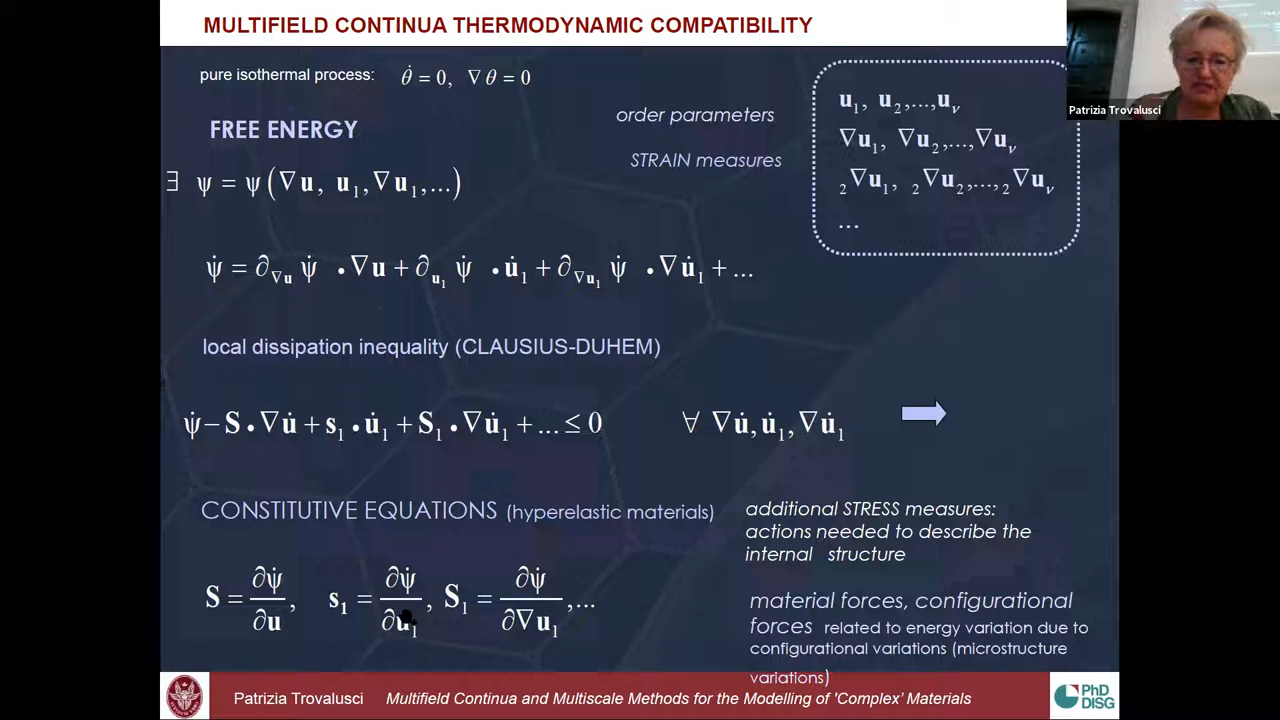 MULTIFIELD CONTINUA THERMODYNAMIC COMPATIBILITY
pure isothermal process: θ̇ = 0, ∇θ = 0
Patrizia Trovalusci
FREE ENERGY
order parameters
STRAIN measures
u₁, u₂,...,uᵥ
∇u₁, ∇u₂,...,∇uᵥ
₂∇u₁, ₂∇u₂,...,₂∇uᵥ
...
∃ ψ = ψ(∇u, u₁,∇u₁,...)
ψ̇ = ∂_∇u ψ̇ •∇u + ∂_u₁ ψ̇ •u̇₁ + ∂_∇u₁ ψ̇ •∇u̇₁ + ...
local dissipation inequality (CLAUSIUS-DUHEM)
ψ̇ − S•∇u̇ + s₁•u̇₁ + S₁•∇u̇₁ + ... ≤ 0 ∀ ∇u̇, u̇₁, ∇u̇₁
CONSTITUTIVE EQUATIONS (hyperelastic materials)
S = ∂ψ̇/∂u, s₁ = ∂ψ̇/∂u₁, S₁ = ∂ψ̇/∂∇u₁,...
additional STRESS measures:
actions needed to describe the
internal structure
material forces, configurational
forces related to energy variation due to
configurational variations (microstructure
variations)
Patrizia Trovalusci Multifield Continua and Multiscale Methods for the Modelling of 'Complex' Materials
PhD
DISG